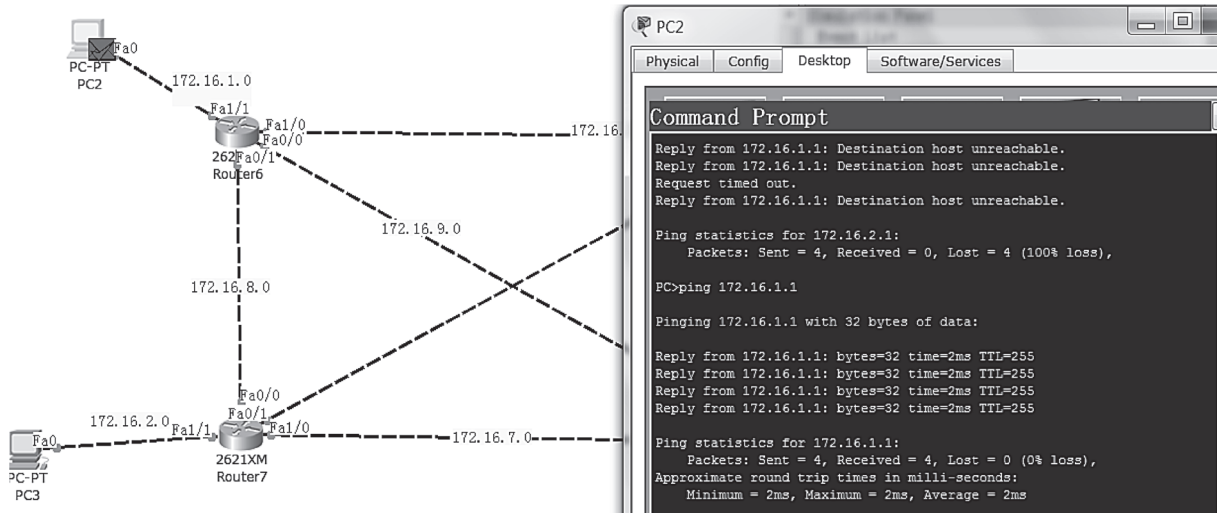 Fa0
PC-PT
PC2
172.16.1.0
Fa1/1
Fa1/0
Fa0/0
Fa0/1
Router6
172.16.
172.16.9.0
172.16.8.0
Fa0/0
Fa0/1
172.16.2.0
Fa1/1
Fa1/0
172.16.7.0
Fa0
2621XM
Router7
PC-PT
PC3
PC2
Physical Config Desktop Software/Services
Command Prompt
Reply from 172.16.1.1: Destination host unreachable.
Reply from 172.16.1.1: Destination host unreachable.
Request timed out.
Reply from 172.16.1.1: Destination host unreachable.
Ping statistics for 172.16.2.1:
Packets: Sent = 4, Received = 0, Lost = 4 (100% loss),
PC>ping 172.16.1.1
Pinging 172.16.1.1 with 32 bytes of data:
Reply from 172.16.1.1: bytes=32 time=2ms TTL=255
Reply from 172.16.1.1: bytes=32 time=2ms TTL=255
Reply from 172.16.1.1: bytes=32 time=2ms TTL=255
Reply from 172.16.1.1: bytes=32 time=2ms TTL=255
Ping statistics for 172.16.1.1:
Packets: Sent = 4, Received = 4, Lost = 0 (0% loss),
Approximate round trip times in milli-seconds:
Minimum = 2ms, Maximum = 2ms, Average = 2ms